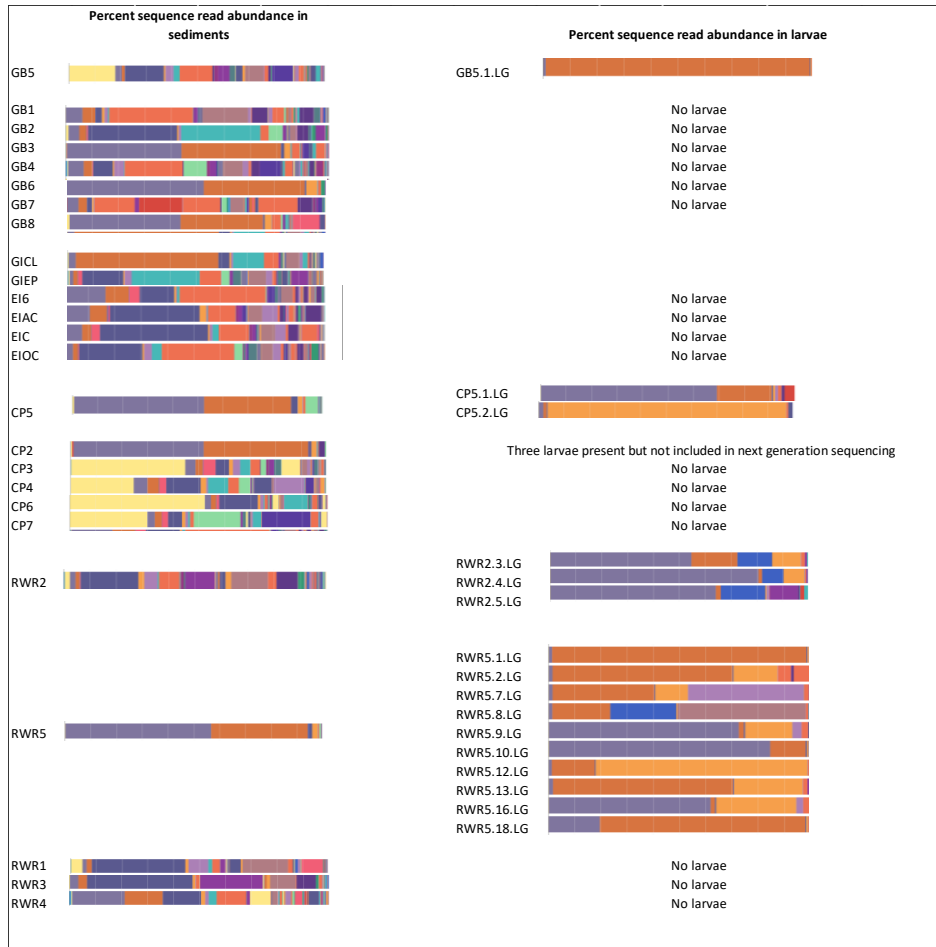 Percent sequence read abundance in
sediments
Percent sequence read abundance in larvae
GB5
GB5.1.LG
GB1 No larvae
GB2 No larvae
GB3 No larvae
GB4 No larvae
GB6 No larvae
GB7 No larvae
GB8
GICL
GIEP
EI6 No larvae
EIAC No larvae
EIC No larvae
EIOC No larvae
CP5
CP5.1.LG
CP5.2.LG
CP2 Three larvae present but not included in next generation sequencing
CP3 No larvae
CP4 No larvae
CP6 No larvae
CP7 No larvae
RWR2
RWR2.3.LG
RWR2.4.LG
RWR2.5.LG
RWR5
RWR5.1.LG
RWR5.2.LG
RWR5.7.LG
RWR5.8.LG
RWR5.9.LG
RWR5.10.LG
RWR5.12.LG
RWR5.13.LG
RWR5.16.LG
RWR5.18.LG
RWR1 No larvae
RWR3 No larvae
RWR4 No larvae